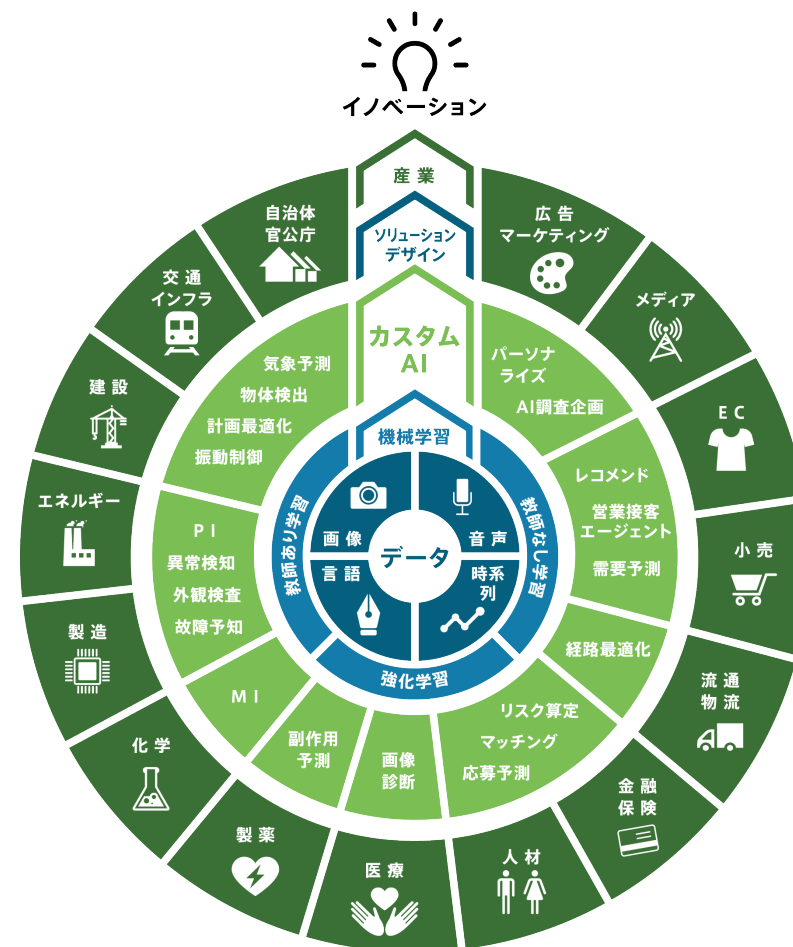 イノベーション
産業
ソリューション
デザイン
カスタム
AI
機械学習
広告
マーケティング
メディア
EC
小売
流通
物流
金融
保険
人材
医療
製薬
化学
製造
エネルギー
建設
交通
インフラ
自治体
官公庁
パーソナ
ライズ
AI調査企画
レコメンド
営業接客
エージェント
需要予測
経路最適化
リスク算定
マッチング
応募予測
画像
診断
副作用
予測
MI
PI
異常検知
外観検査
故障予知
気象予測
物体検出
計画最適化
振動制御
教師あり学習
教師なし学習
強化学習
画像
音声
言語
時系
列
データ